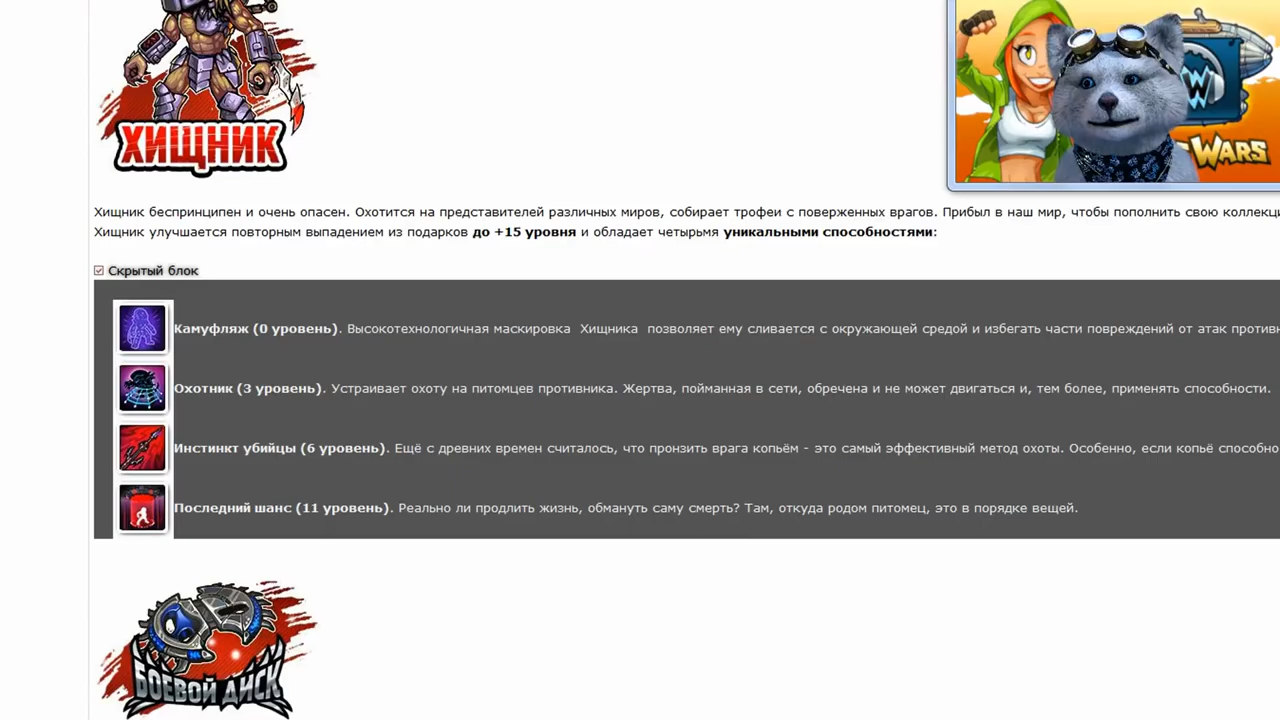 ХИЩНИК
WARS
Хищник беспринципен и очень опасен. Охотится на представителей различных миров, собирает трофеи с поверженных врагов. Прибыл в наш мир, чтобы пополнить свою коллекци
Хищник улучшается повторным выпадением из подарков до +15 уровня и обладает четырьмя уникальными способностями:
Скрытый блок
Камуфляж (0 уровень). Высокотехнологичная маскировка Хищника позволяет ему сливается с окружающей средой и избегать части повреждений от атак противн
Охотник (3 уровень). Устраивает охоту на питомцев противника. Жертва, пойманная в сети, обречена и не может двигаться и, тем более, применять способности.
Инстинкт убийцы (6 уровень). Ещё с древних времен считалось, что пронзить врага копьём - это самый эффективный метод охоты. Особенно, если копьё способно
Последний шанс (11 уровень). Реально ли продлить жизнь, обмануть саму смерть? Там, откуда родом питомец, это в порядке вещей.
БОЕВОЙ ДИСК